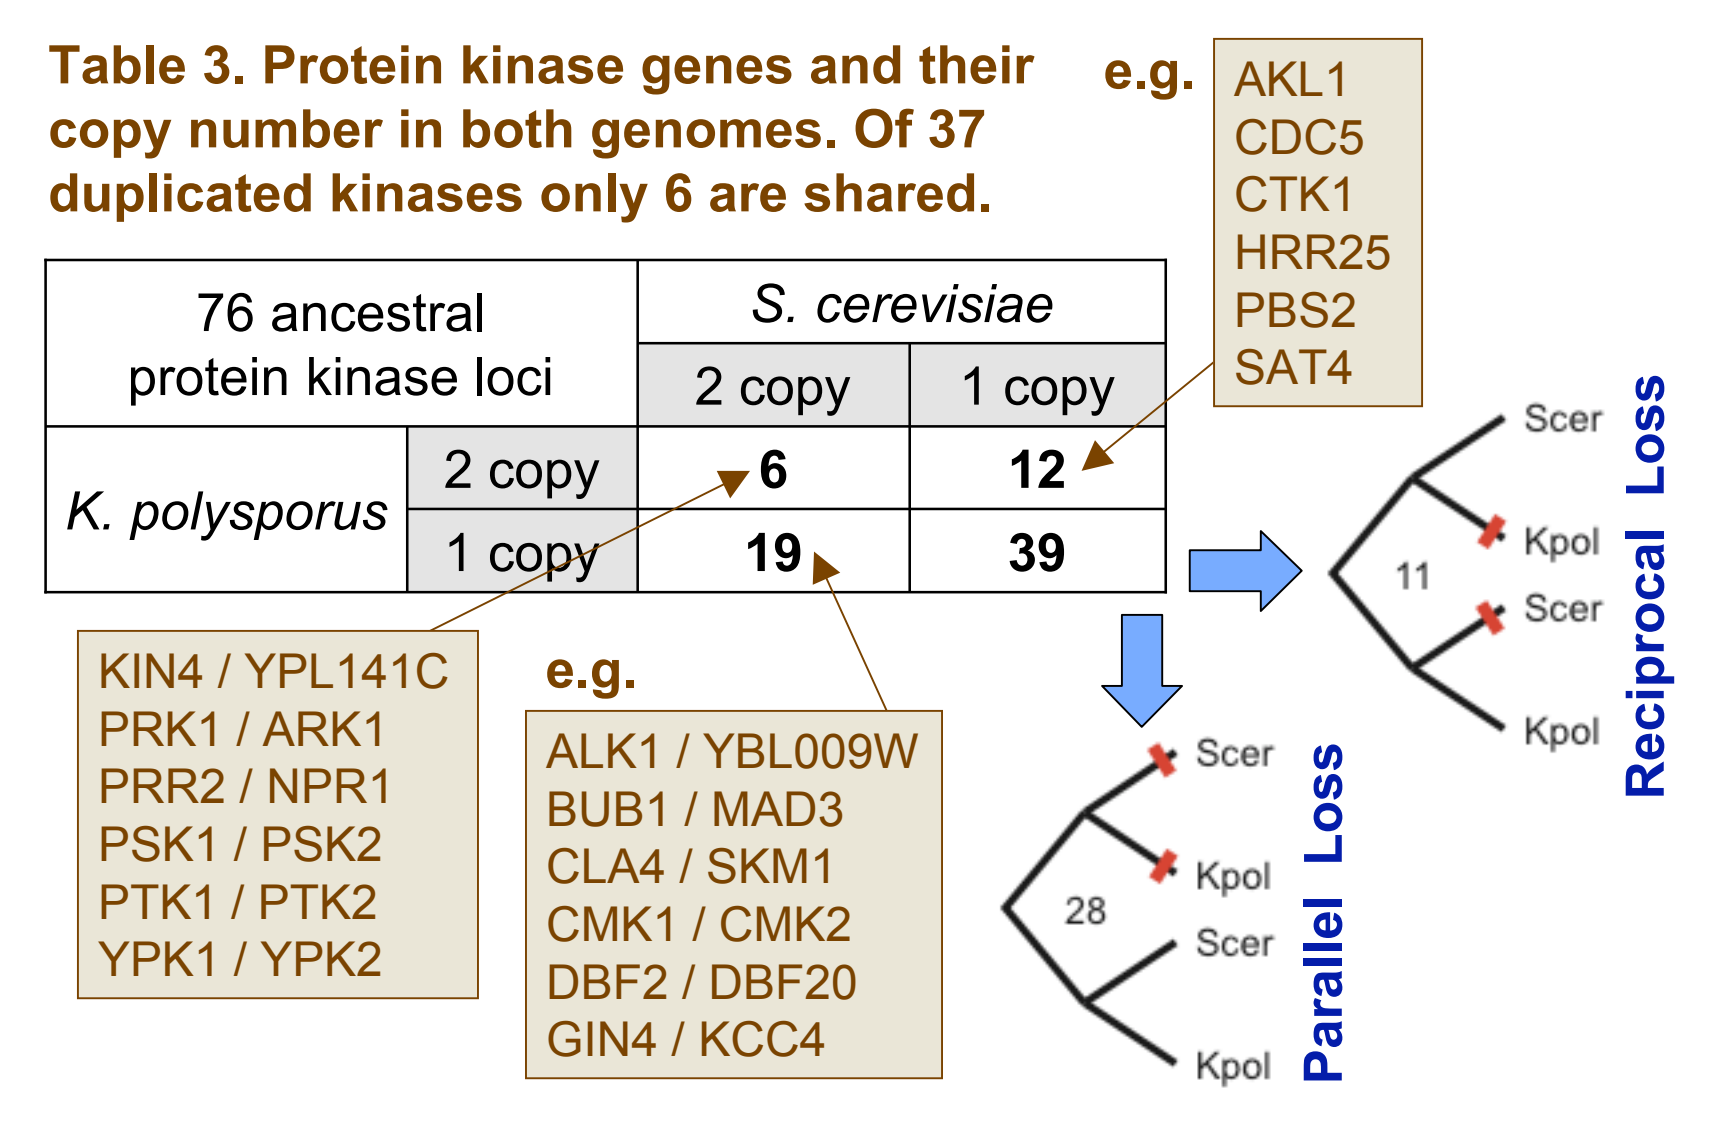 Table 3. Protein kinase genes and their
copy number in both genomes. Of 37
duplicated kinases only 6 are shared.
e.g.
AKL1
CDC5
CTK1
HRR25
PBS2
SAT4
76 ancestral
protein kinase loci
S. cerevisiae
2 copy
1 copy
K. polysporus
2 copy
6
12
1 copy
19
39
KIN4 / YPL141C
PRK1 / ARK1
PRR2 / NPR1
PSK1 / PSK2
PTK1 / PTK2
YPK1 / YPK2
e.g.
ALK1 / YBL009W
BUB1 / MAD3
CLA4 / SKM1
CMK1 / CMK2
DBF2 / DBF20
GIN4 / KCC4
Scer
Kpol
11
Scer
Kpol
Reciprocal Loss
Scer
Kpol
28
Scer
Kpol
Parallel Loss